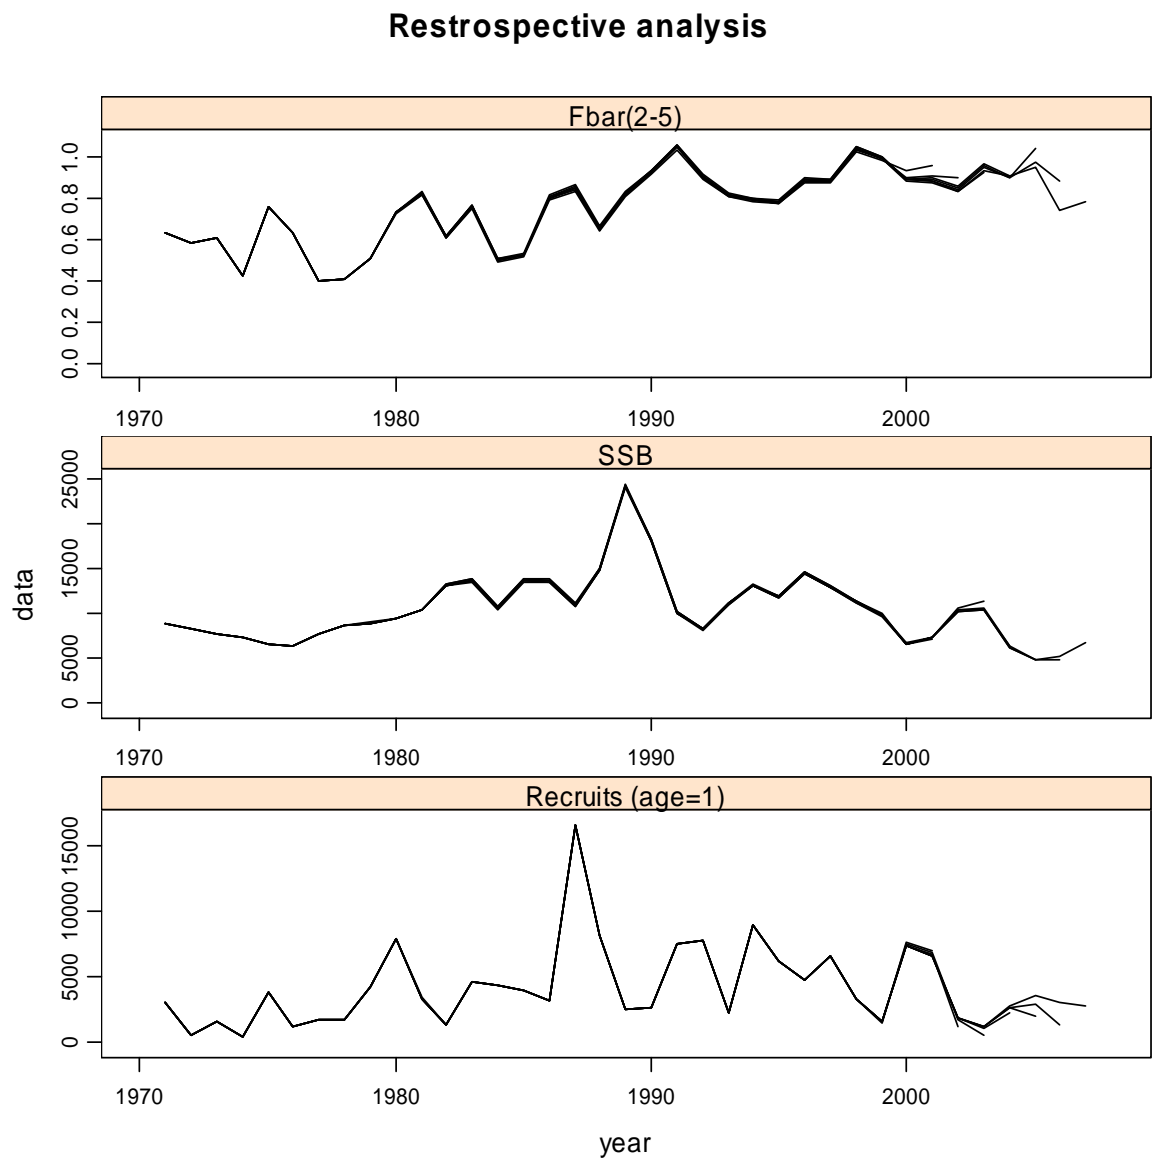 Restrospective analysis
Fbar(2-5)
0.0 0.2 0.4 0.6 0.8 1.0
1970 1980 1990 2000
SSB
0 5000 15000 25000
1970 1980 1990 2000
data
Recruits (age=1)
0 5000 10000 15000
1970 1980 1990 2000
year